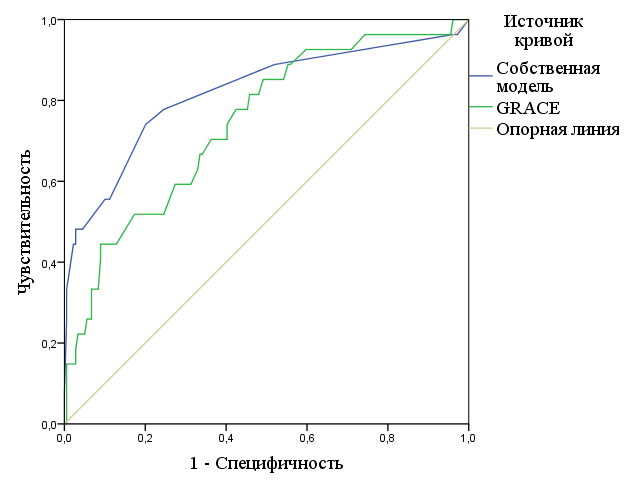 Источник
кривой
Собственная
модель
GRACE
Опорная линия
Чувствительность
1,0
0,8
0,6
0,4
0,2
0,0
0,0 0,2 0,4 0,6 0,8 1,0
1 - Специфичность